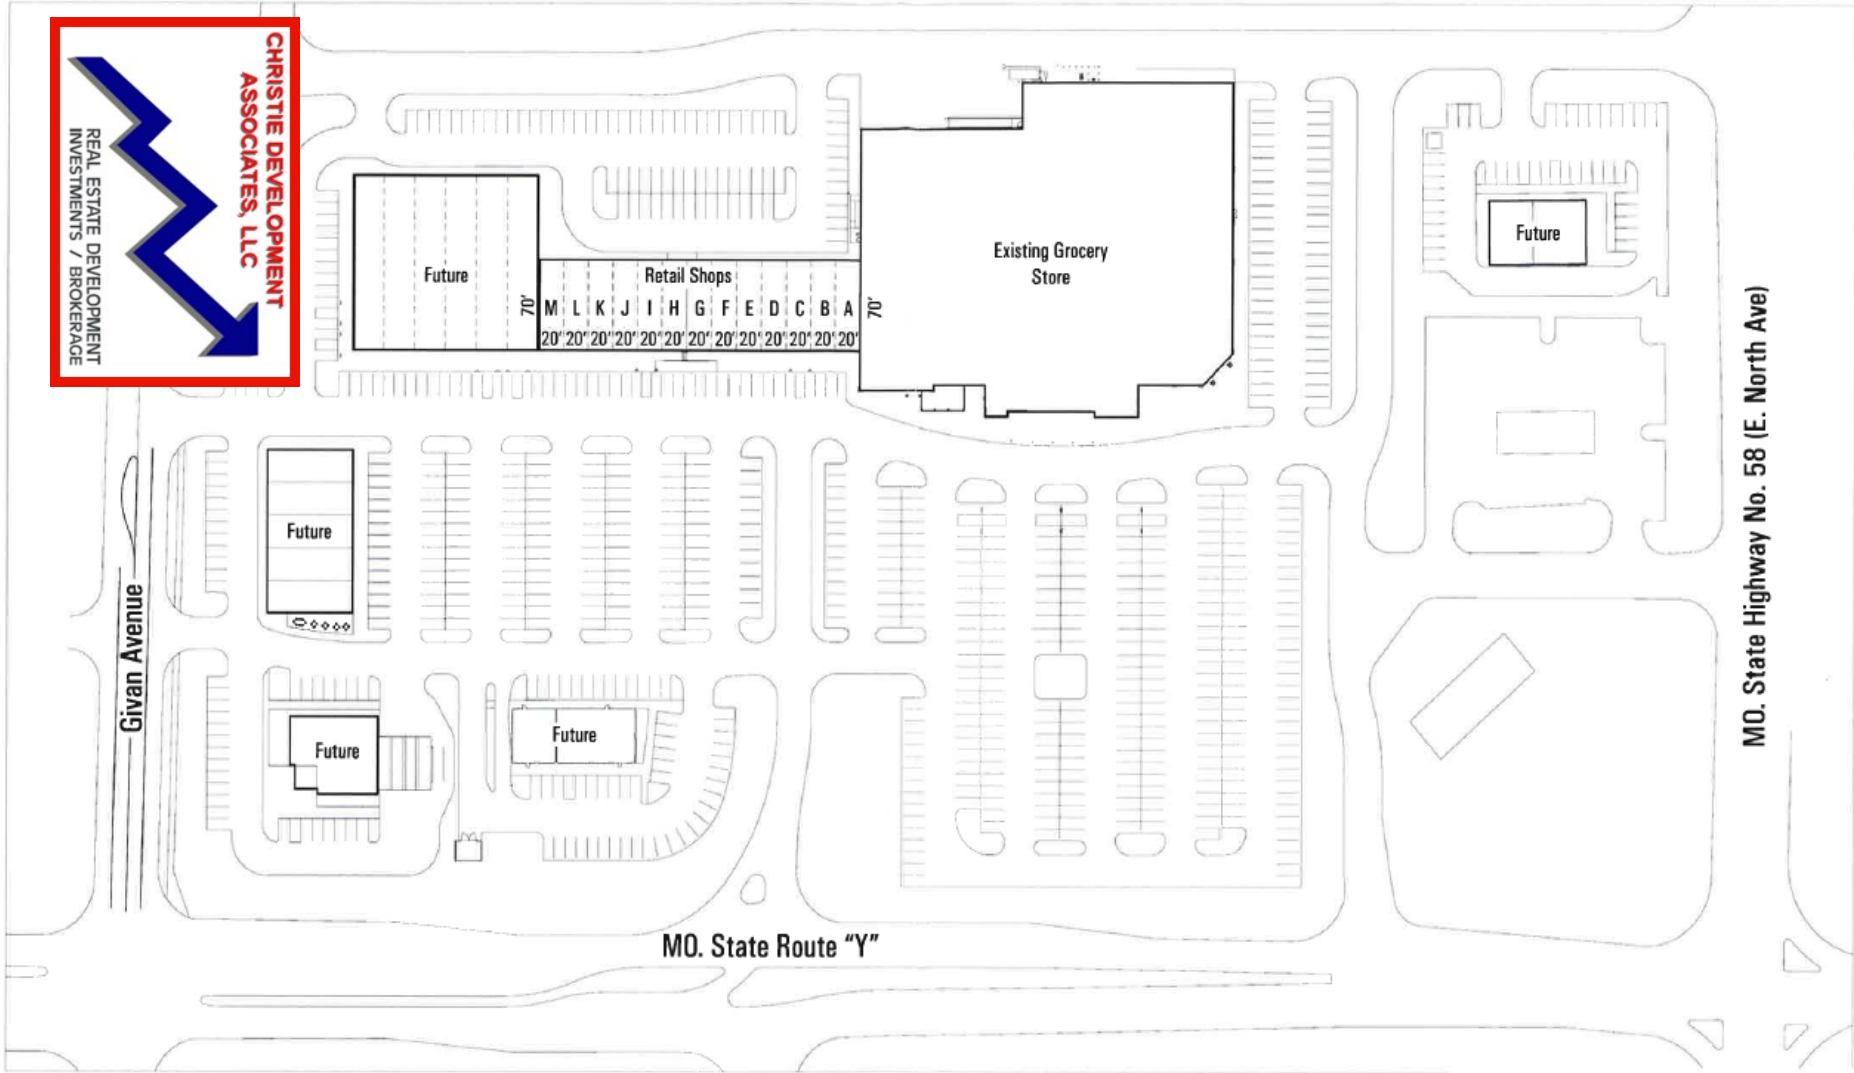 CHRISTIE DEVELOPMENT
ASSOCIATES, LLC
REAL ESTATE DEVELOPMENT
INVESTMENTS / BROKERAGE
Future
Existing Grocery
Store
Future
Retail Shops
70'
M L K J I H G F E D C B A
70'
20' 20' 20' 20' 20' 20' 20' 20' 20' 20' 20' 20' 20'
Future
Future
Future
Givan Avenue
MO. State Highway No. 58 (E. North Ave)
MO. State Route “Y”